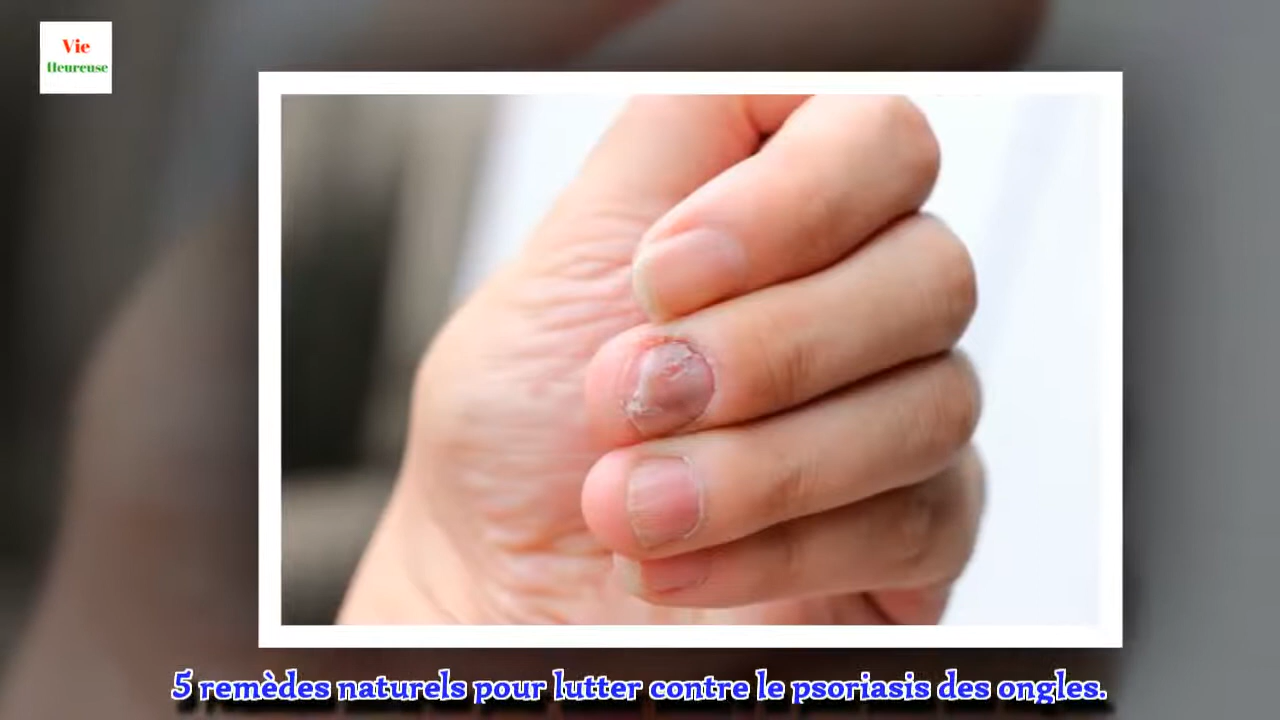 Vie
Heureuse
5 remèdes naturels pour lutter contre le psoriasis des ongles.